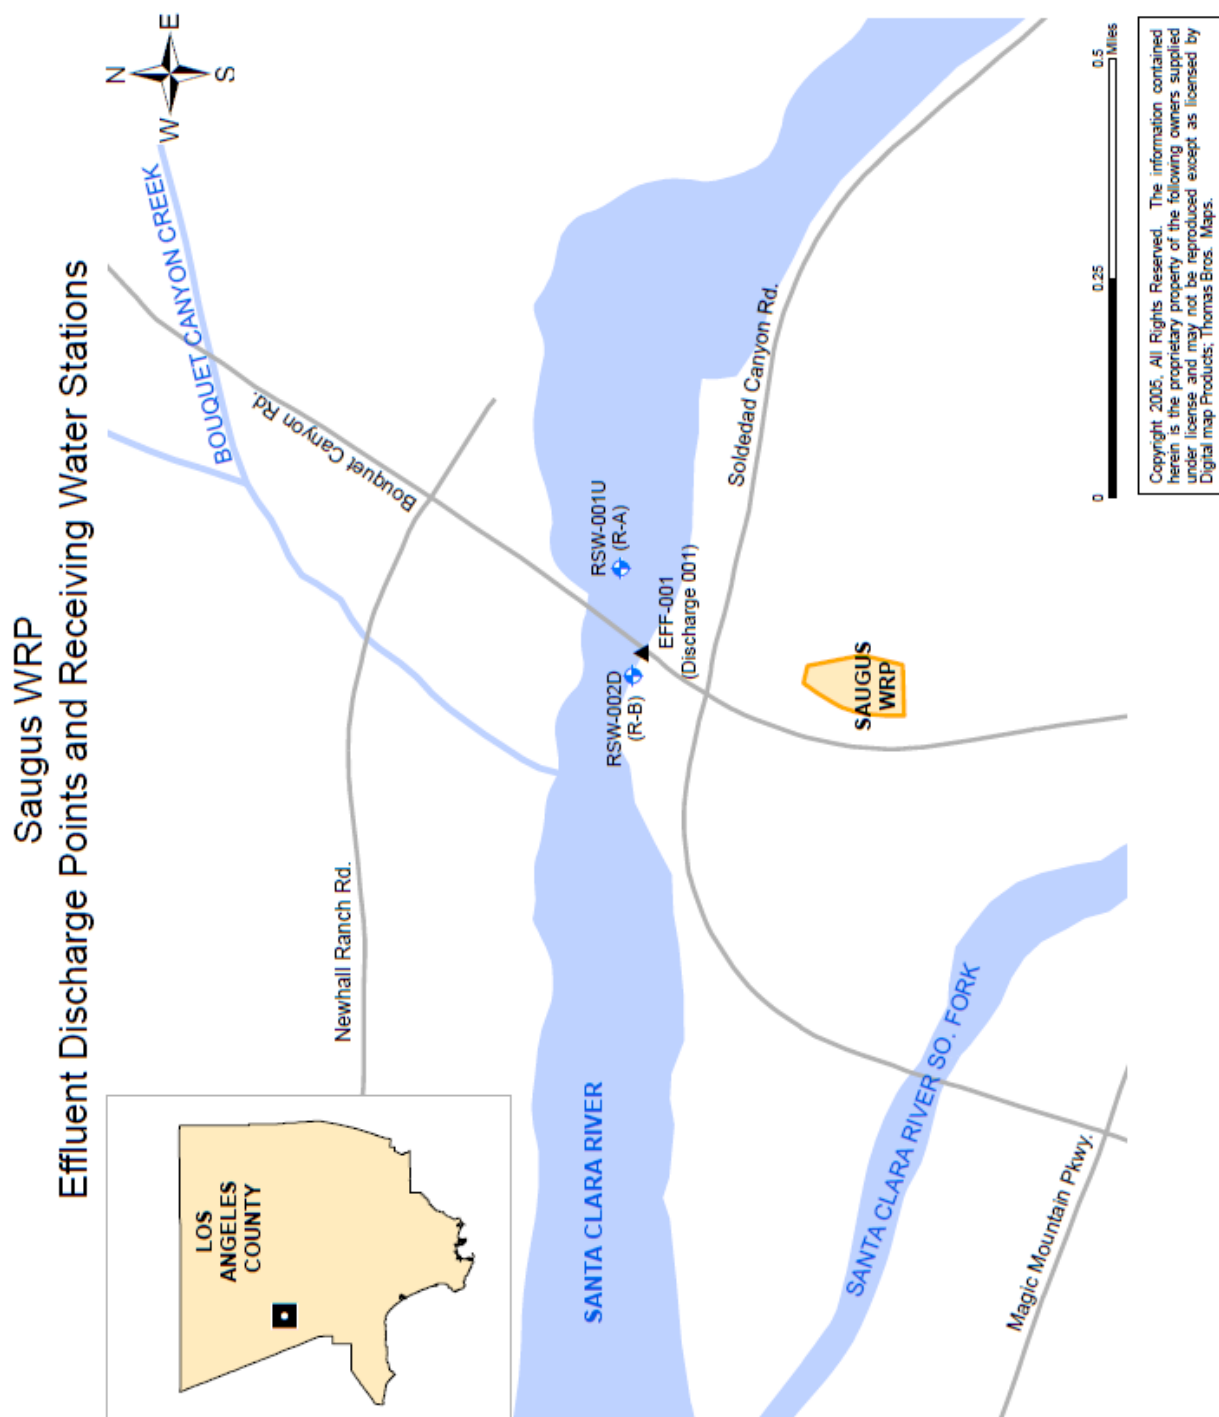 Saugus WRP
Effluent Discharge Points and Receiving Water Stations
N
W
E
S
LOS
ANGELES
COUNTY
BOUQUET CANYON CREEK
Bouquet Canyon Rd.
Newhall Ranch Rd.
RSW-001U
(R-A)
RSW-002D
(R-B)
EFF-001
(Discharge 001)
Soldedad Canyon Rd.
SANTA CLARA RIVER
SAUGUS
WRP
SANTA CLARA RIVER SO. FORK
Magic Mountain Pkwy.
0
0.25
0.5
Miles
Copyright 2005, All Rights Reserved. The information contained
herein is the proprietary property of the following owners supplied
under license and may not be reproduced except as licensed by
Digital map Products; Thomas Bros. Maps.